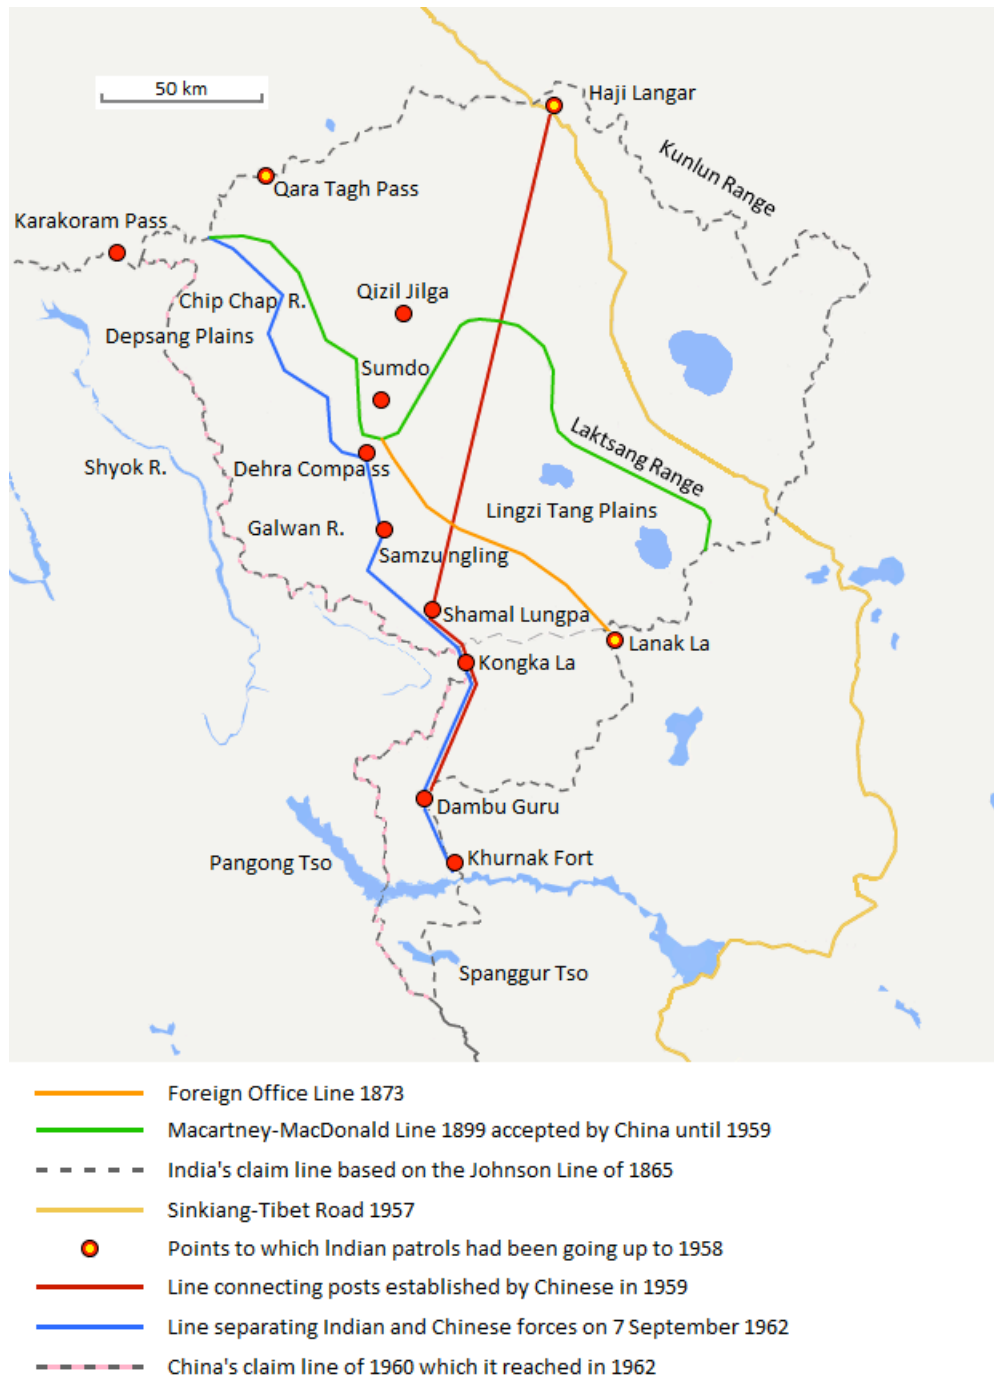 50 km
Haji Langar
Kunlun Range
Qara Tagh Pass
Karakoram Pass
Qizil Jilga
Chip Chap R.
Depsang Plains
Sumdo
Laktsang Range
Shyok R.
Dehra Compass
Lingzi Tang Plains
Galwan R.
Samzungling
Shamal Lungpa
Lanak La
Kongka La
Dambu Guru
Khurnak Fort
Pangong Tso
Spanggur Tso
Foreign Office Line 1873
Macartney-MacDonald Line 1899 accepted by China until 1959
India's claim line based on the Johnson Line of 1865
Sinkiang-Tibet Road 1957
Points to which Indian patrols had been going up to 1958
Line connecting posts established by Chinese in 1959
Line separating Indian and Chinese forces on 7 September 1962
China's claim line of 1960 which it reached in 1962